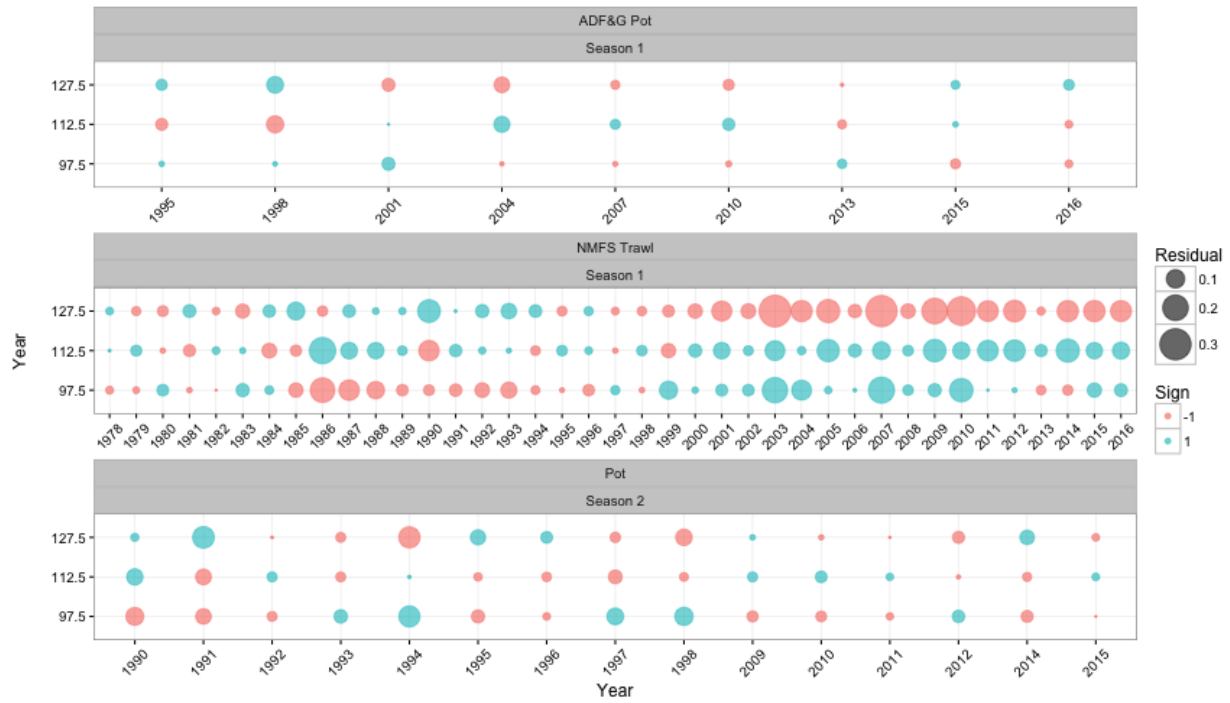 ADF&G Pot
Season 1
127.5
112.5
97.5
1995 1998 2001 2004 2007 2010 2013 2015 2016
NMFS Trawl
Season 1
127.5
112.5
97.5
1978 1979 1980 1981 1982 1983 1984 1985 1986 1987 1988 1989 1990 1991 1992 1993 1994 1995 1996 1997 1998 1999 2000 2001 2002 2003 2004 2005 2006 2007 2008 2009 2010 2011 2012 2013 2014 2015 2016
Pot
Season 2
127.5
112.5
97.5
1990 1991 1992 1993 1994 1995 1996 1997 1998 2009 2010 2011 2012 2014 2015
Year
Year
Residual
0.1
0.2
0.3
Sign
-1
1